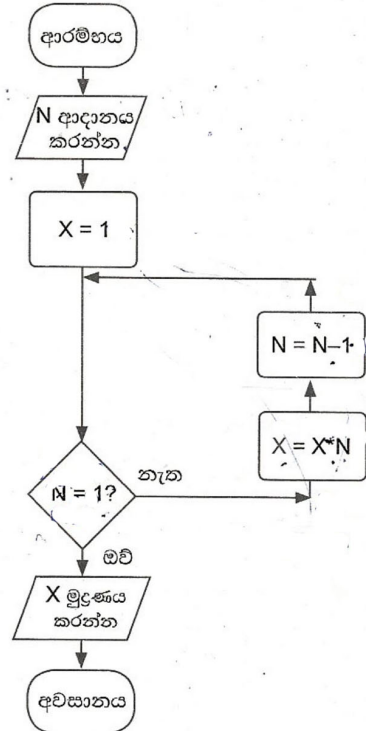 ආරම්භය
N ආදානය
කරන්න
X = 1
N = N–1
X = X*N
N = 1?
නැත
ඔව්
X මුද්‍රණය
කරන්න
අවසානය